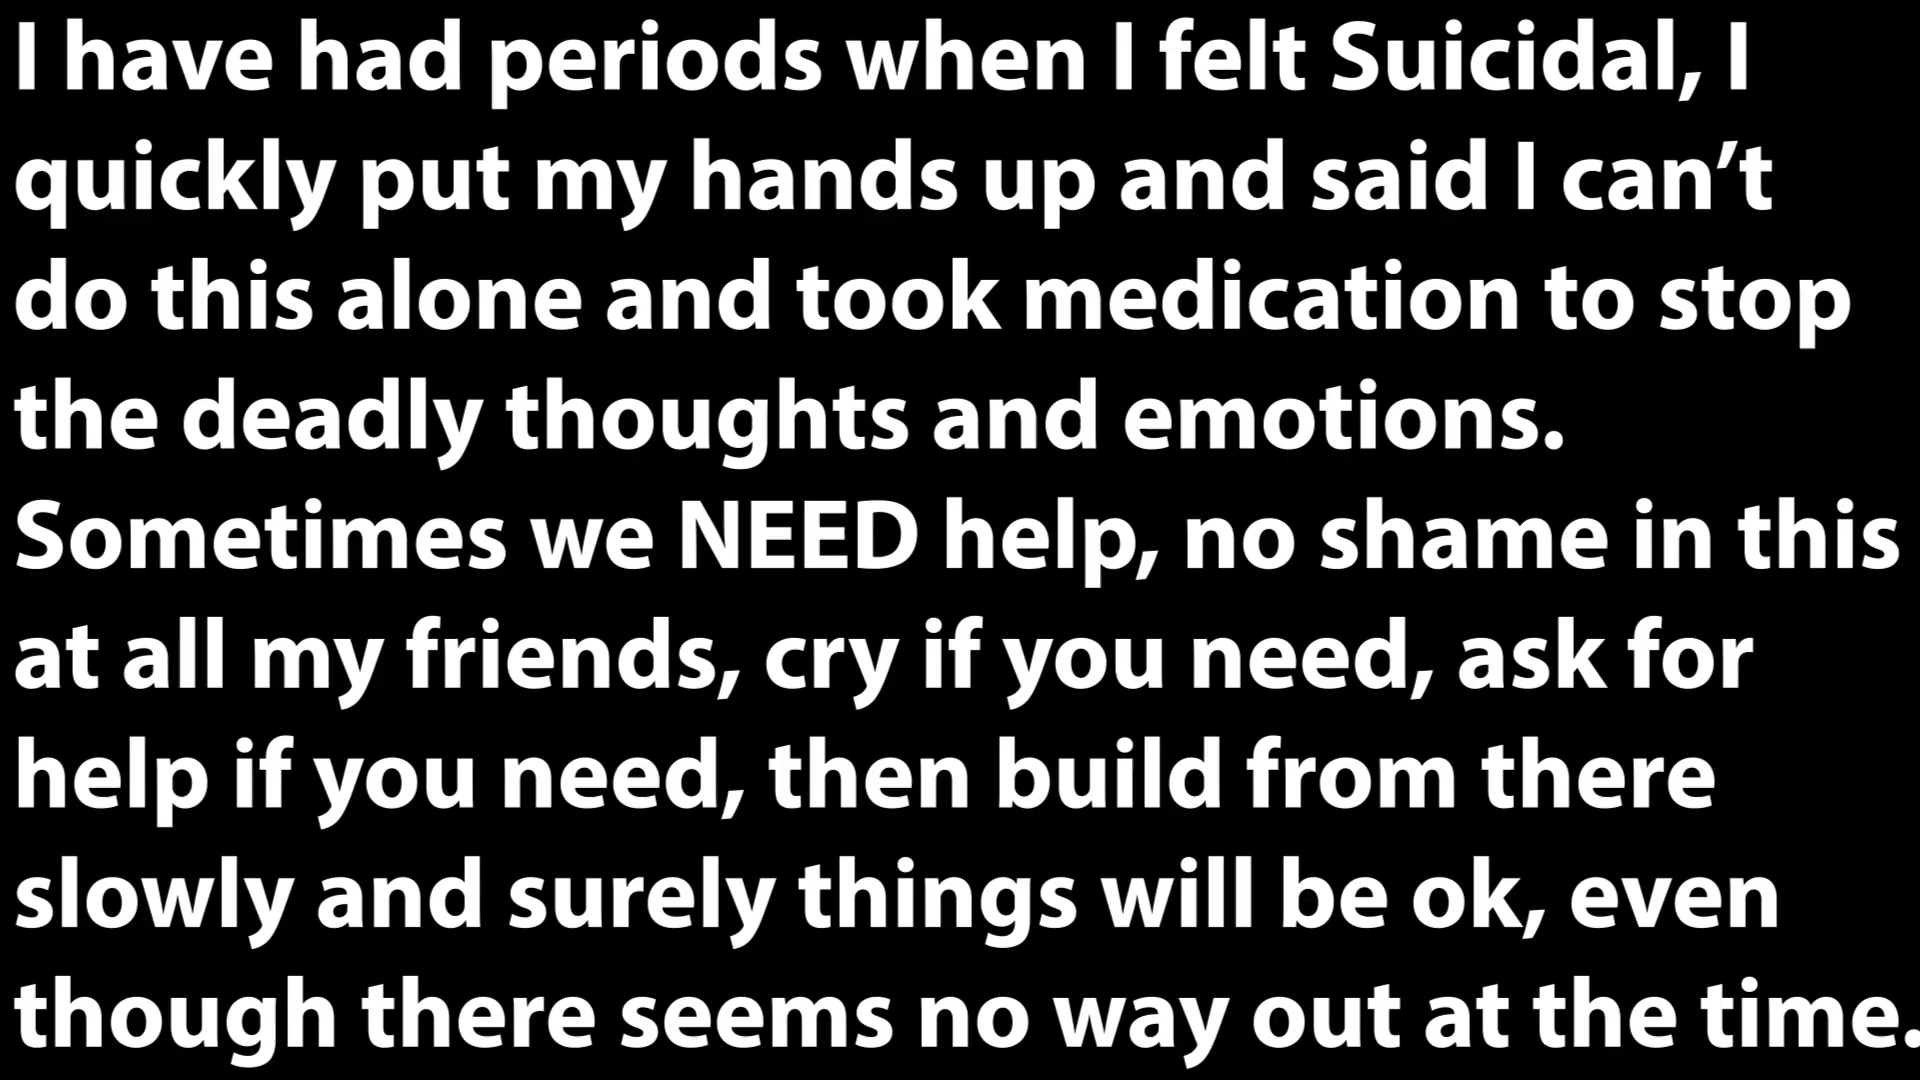 I have had periods when I felt Suicidal, I
quickly put my hands up and said I can’t
do this alone and took medication to stop
the deadly thoughts and emotions.
Sometimes we NEED help, no shame in this
at all my friends, cry if you need, ask for
help if you need, then build from there
slowly and surely things will be ok, even
though there seems no way out at the time.